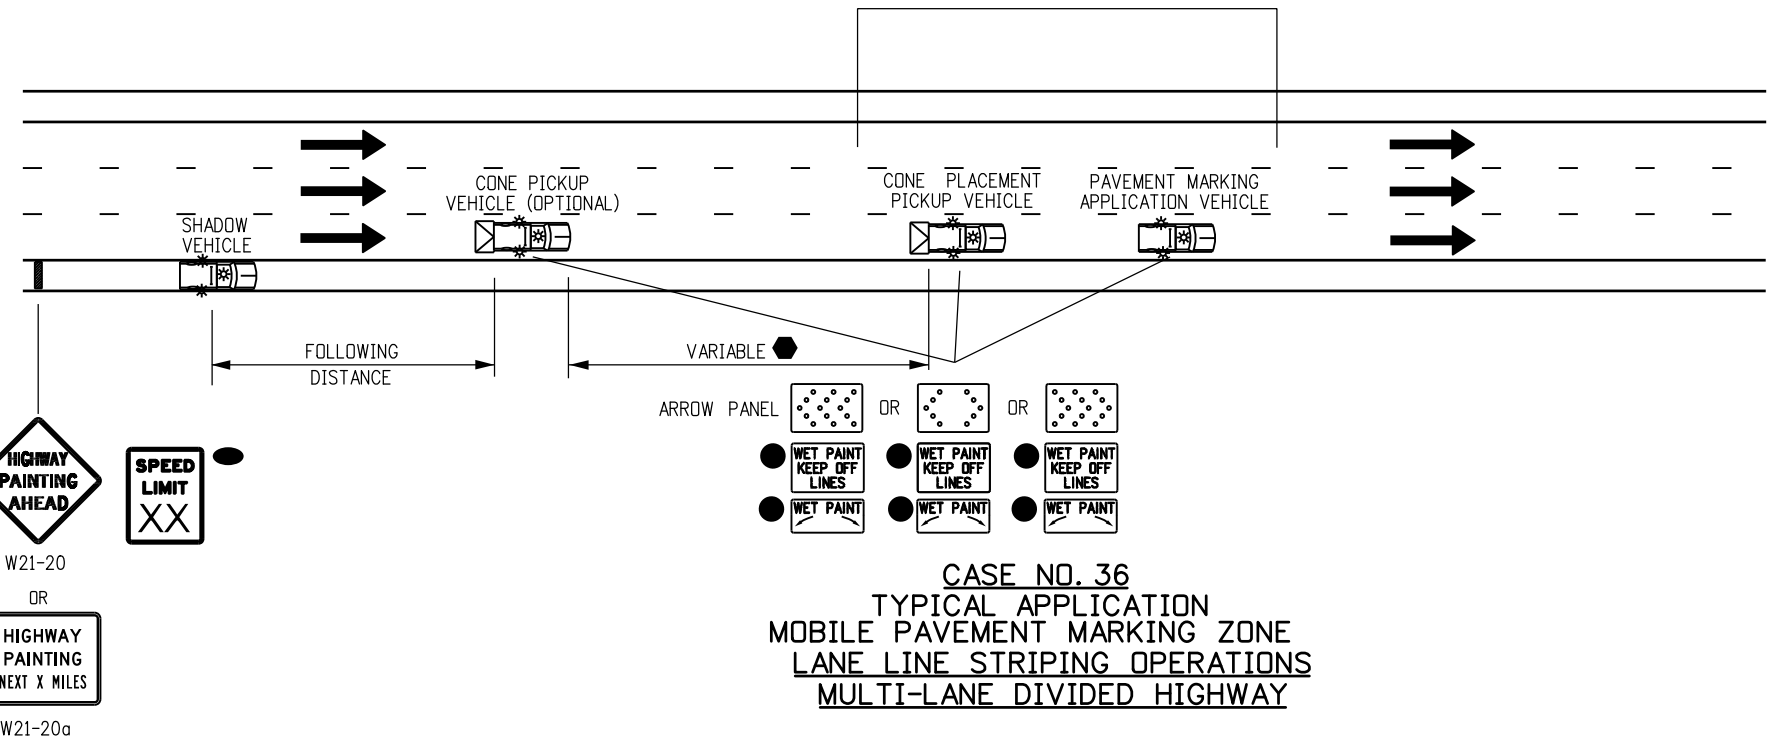 CONE PICKUP
VEHICLE (OPTIONAL)
CONE PLACEMENT
PICKUP VEHICLE
PAVEMENT MARKING
APPLICATION VEHICLE
SHADOW
VEHICLE
FOLLOWING
DISTANCE
VARIABLE
ARROW PANEL
OR
OR
WET PAINT
KEEP OFF
LINES
WET PAINT
KEEP OFF
LINES
WET PAINT
KEEP OFF
LINES
WET PAINT
WET PAINT
WET PAINT
HIGHWAY
PAINTING
AHEAD
SPEED
LIMIT
XX
W21-20
OR
HIGHWAY
PAINTING
NEXT X MILES
W21-20a
CASE NO. 36
TYPICAL APPLICATION
MOBILE PAVEMENT MARKING ZONE
LANE LINE STRIPING OPERATIONS
MULTI-LANE DIVIDED HIGHWAY